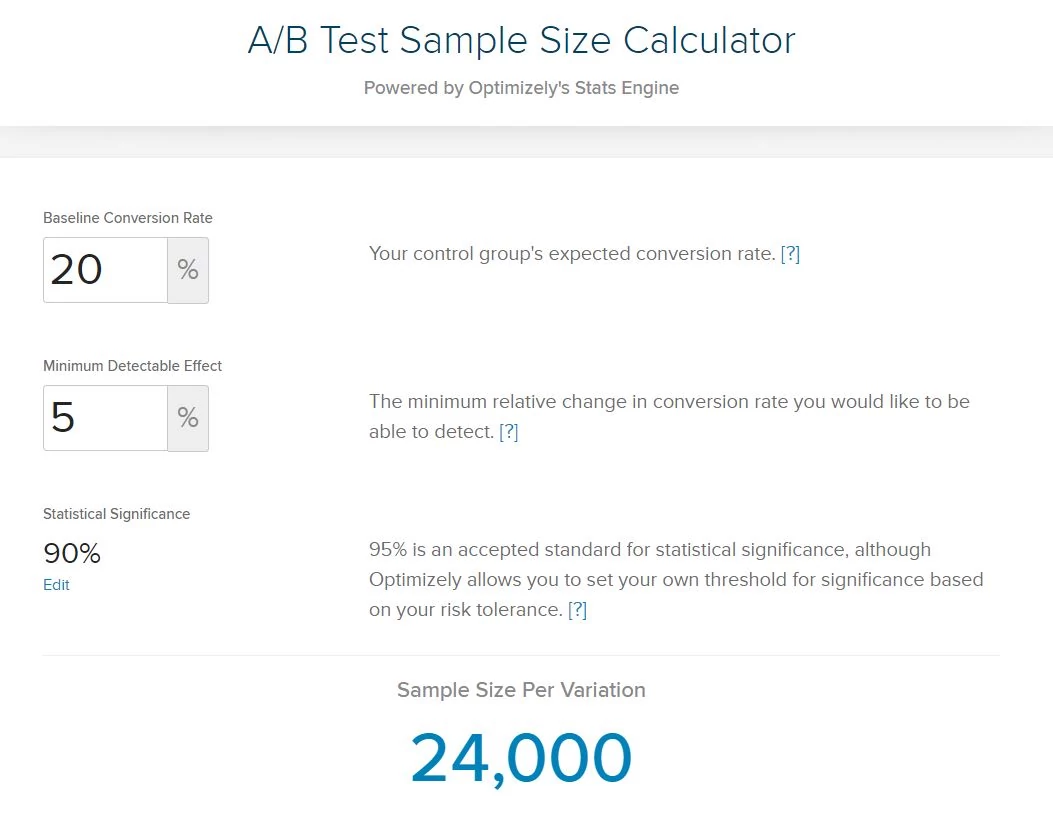 A/B Test Sample Size Calculator
Powered by Optimizely's Stats Engine
Baseline Conversion Rate
20 %
Your control group's expected conversion rate. [?]
Minimum Detectable Effect
5 %
The minimum relative change in conversion rate you would like to be
able to detect. [?]
Statistical Significance
90%
Edit
95% is an accepted standard for statistical significance, although
Optimizely allows you to set your own threshold for significance based
on your risk tolerance. [?]
Sample Size Per Variation
24,000